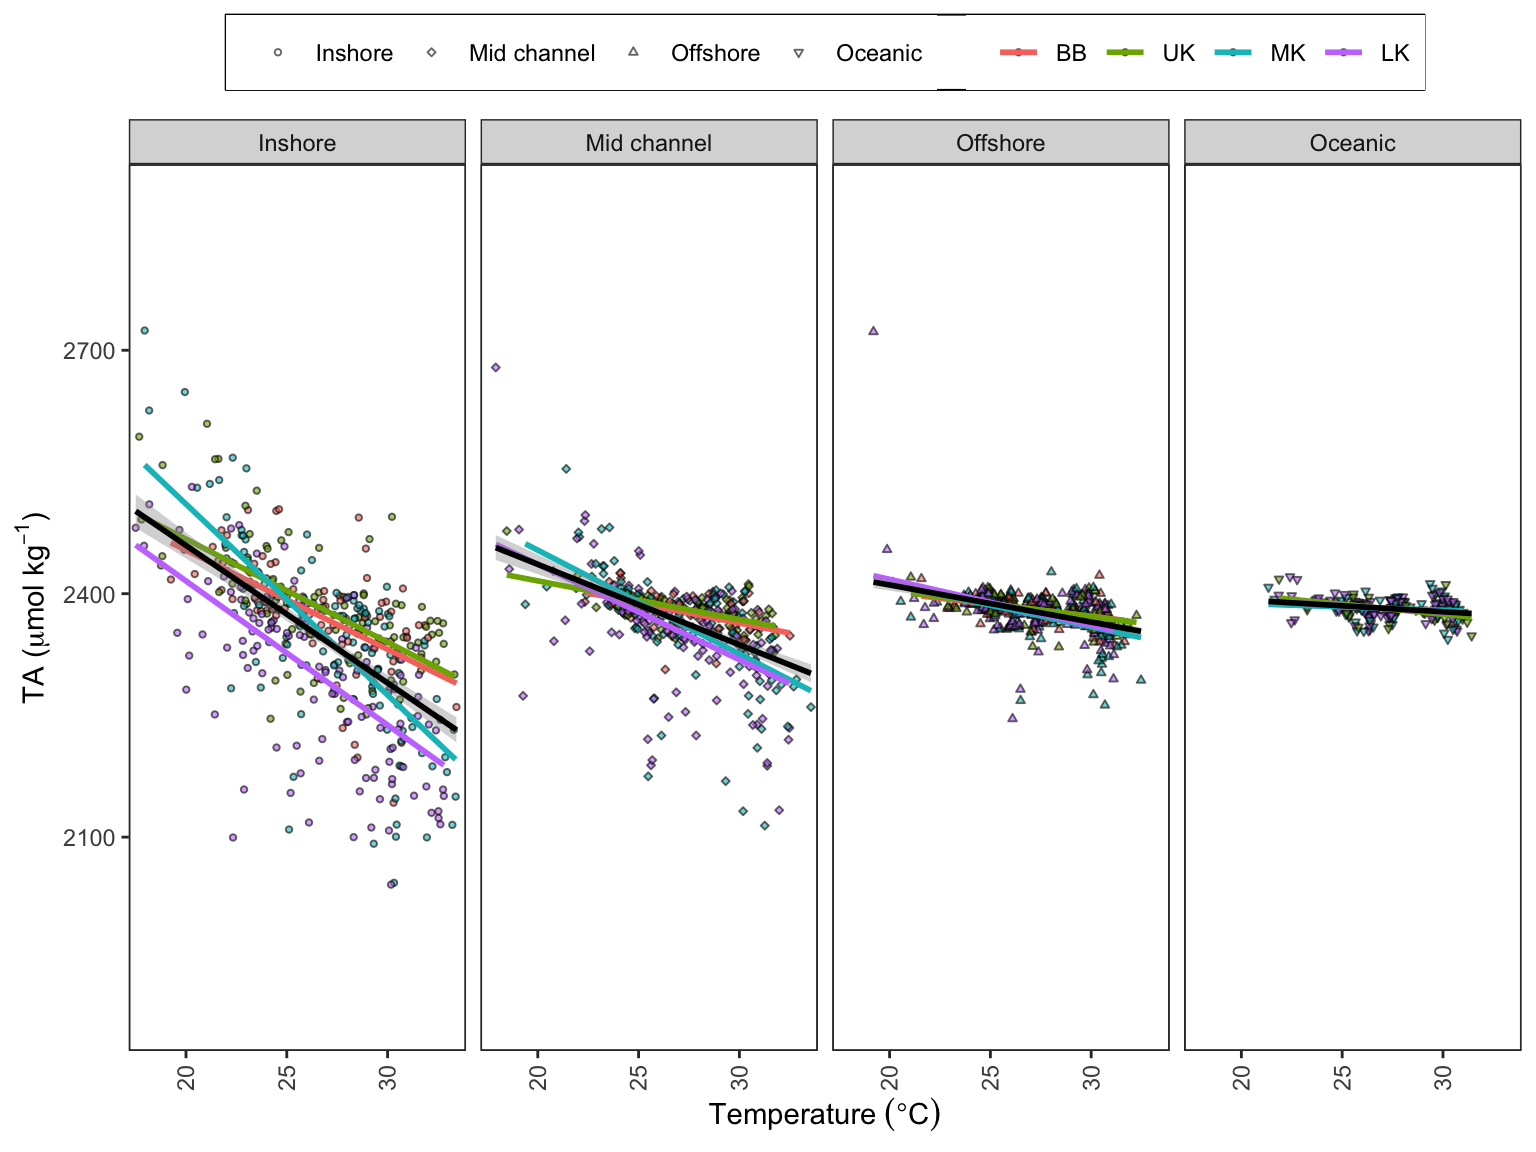 Inshore Mid channel Offshore Oceanic BB UK MK LK
Inshore Mid channel Offshore Oceanic
2700
2400
2100
TA (μmol kg⁻¹)
20 25 30 20 25 30 20 25 30 20 25 30
Temperature (°C)